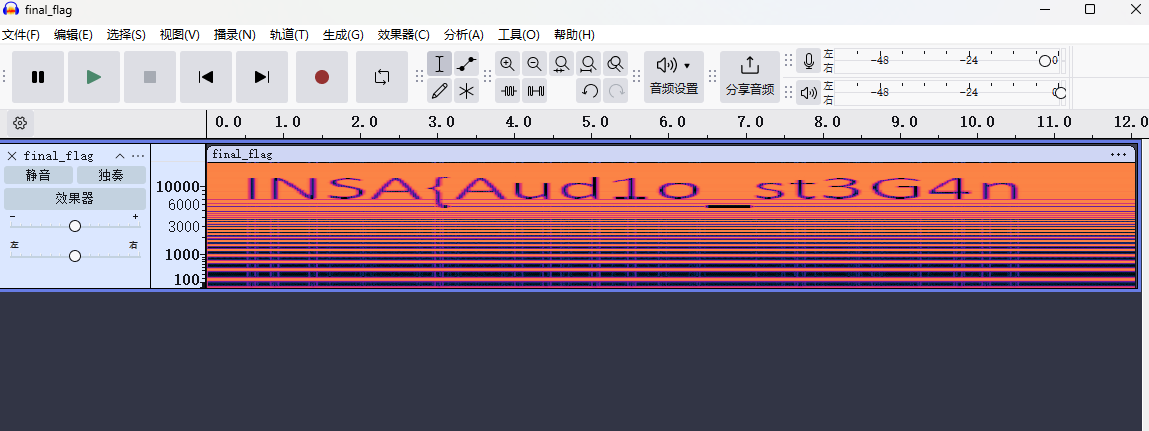 final_flag
文件(F) 编辑(E) 选择(S) 视图(V) 播录(N) 轨道(T) 生成(G) 效果器(C) 分析(A) 工具(O) 帮助(H)
音频设置 分享音频
左 -48 -24 0
右
左 -48 -24 0
右
0.0 1.0 2.0 3.0 4.0 5.0 6.0 7.0 8.0 9.0 10.0 11.0 12.0
final_flag ...
静音 独奏
效果器
- +
左 右
10000
6000
3000
1000
100
final_flag ...
INSA{Aud1o_st3G4n